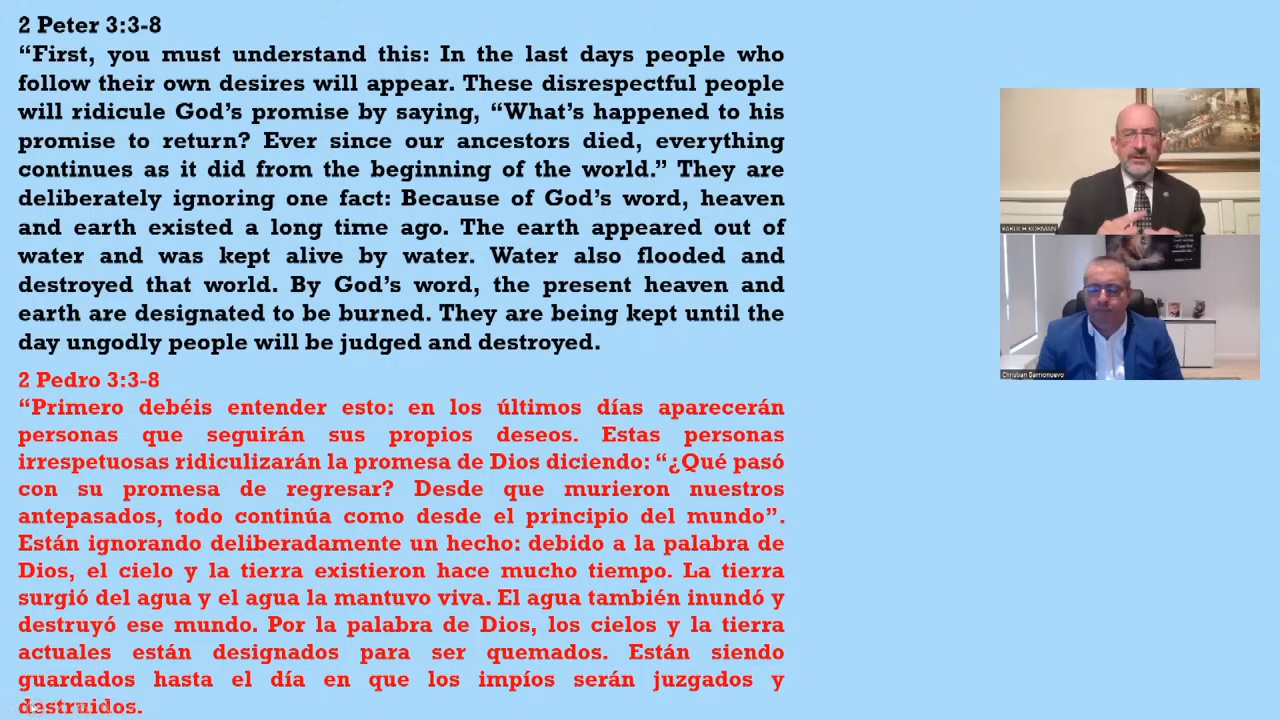 2 Peter 3:3-8
“First, you must understand this: In the last days people who
follow their own desires will appear. These disrespectful people
will ridicule God’s promise by saying, “What’s happened to his
promise to return? Ever since our ancestors died, everything
continues as it did from the beginning of the world.” They are
deliberately ignoring one fact: Because of God’s word, heaven
and earth existed a long time ago. The earth appeared out of
water and was kept alive by water. Water also flooded and
destroyed that world. By God’s word, the present heaven and
earth are designated to be burned. They are being kept until the
day ungodly people will be judged and destroyed.
2 Pedro 3:3-8
“Primero debéis entender esto: en los últimos días aparecerán
personas que seguirán sus propios deseos. Estas personas
irrespetuosas ridiculizarán la promesa de Dios diciendo: “¿Qué pasó
con su promesa de regresar? Desde que murieron nuestros
antepasados, todo continúa como desde el principio del mundo”.
Están ignorando deliberadamente un hecho: debido a la palabra de
Dios, el cielo y la tierra existieron hace mucho tiempo. La tierra
surgió del agua y el agua la mantuvo viva. El agua también inundó y
destruyó ese mundo. Por la palabra de Dios, los cielos y la tierra
actuales están designados para ser quemados. Están siendo
guardados hasta el día en que los impíos serán juzgados y
destruidos.
BARUCH KORMAN
Christian Barrionuevo